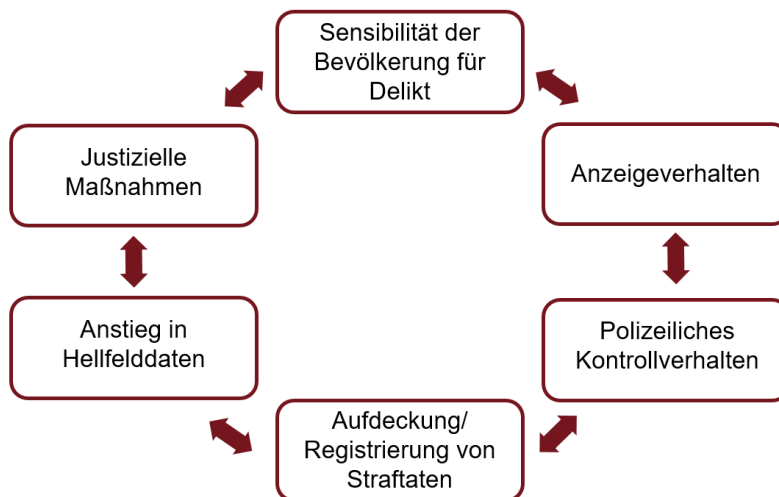 Sensibilität der
Bevölkerung für
Delikt
Justizielle
Maßnahmen
Anzeigeverhalten
Anstieg in
Hellfelddaten
Polizeiliches
Kontrollverhalten
Aufdeckung/
Registrierung von
Straftaten